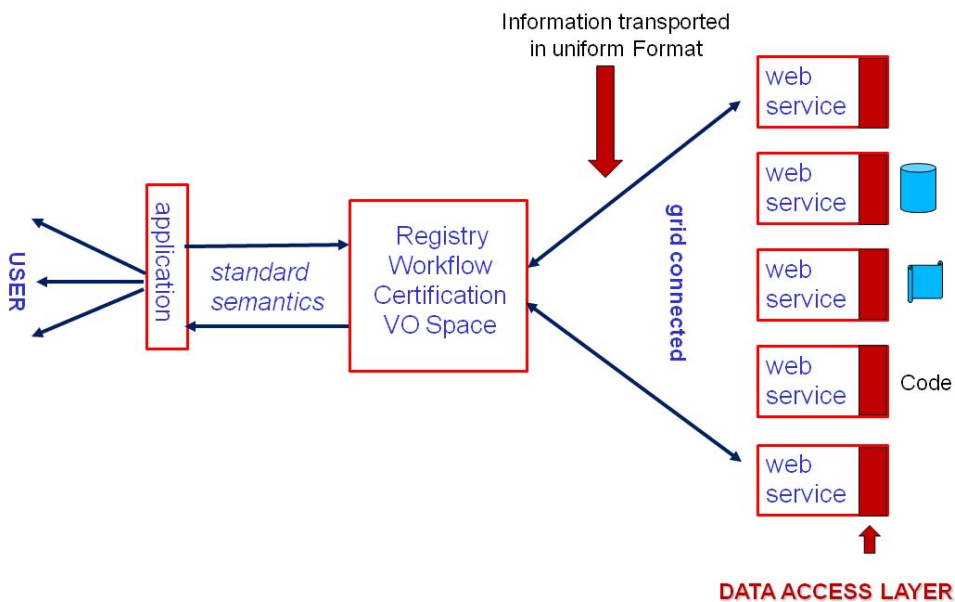 Information transported
in uniform Format
USER
application
standard
semantics
Registry
Workflow
Certification
VO Space
grid connected
web
service
web
service
web
service
web
service
Code
web
service
DATA ACCESS LAYER